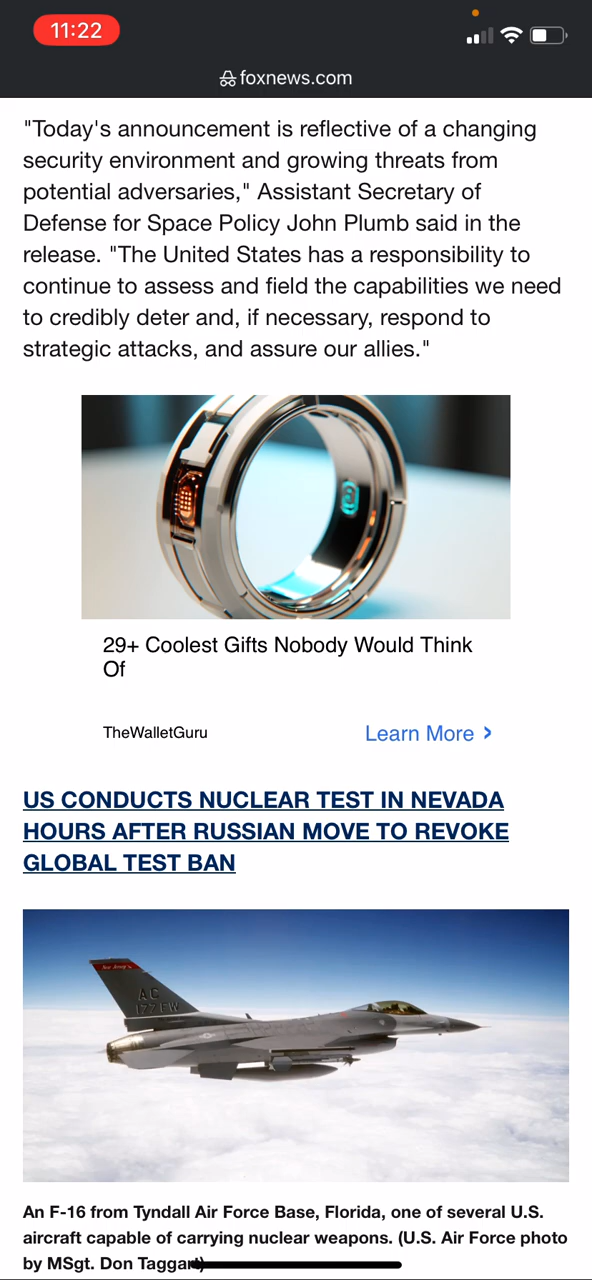 11:22
foxnews.com
"Today's announcement is reflective of a changing
security environment and growing threats from
potential adversaries," Assistant Secretary of
Defense for Space Policy John Plumb said in the
release. "The United States has a responsibility to
continue to assess and field the capabilities we need
to credibly deter and, if necessary, respond to
strategic attacks, and assure our allies."
29+ Coolest Gifts Nobody Would Think
Of
TheWalletGuru
Learn More
US CONDUCTS NUCLEAR TEST IN NEVADA
HOURS AFTER RUSSIAN MOVE TO REVOKE
GLOBAL TEST BAN
New Jersey
AC
177FW
An F-16 from Tyndall Air Force Base, Florida, one of several U.S.
aircraft capable of carrying nuclear weapons. (U.S. Air Force photo
by MSgt. Don Taggart)